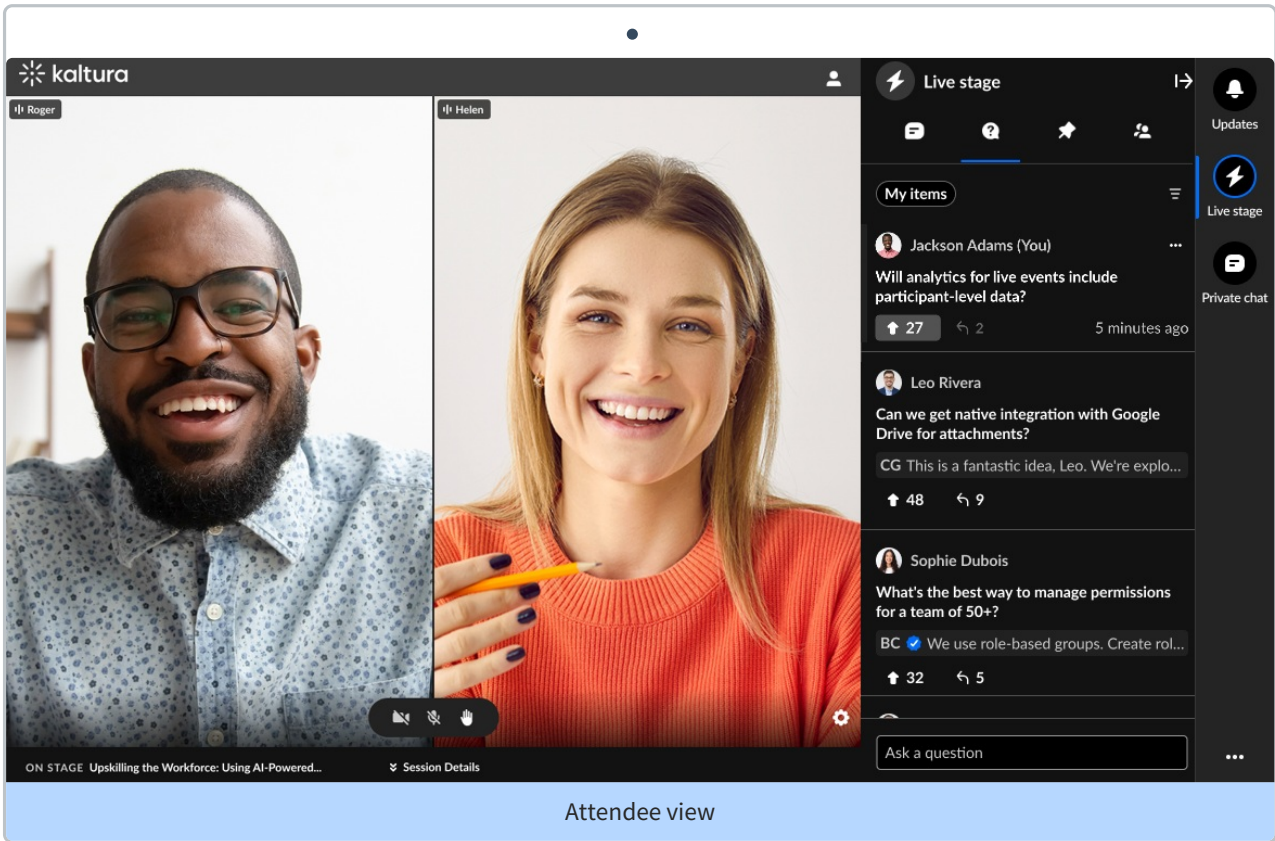 kaltura
Roger
Helen
ON STAGE Upskilling the Workforce: Using AI-Powered...
Session Details
Live stage
My items
Jackson Adams (You)
Will analytics for live events include
participant-level data?
27 2 5 minutes ago
Leo Rivera
Can we get native integration with Google
Drive for attachments?
CG This is a fantastic idea, Leo. We're explo...
48 9
Sophie Dubois
What's the best way to manage permissions
for a team of 50+?
BC We use role-based groups. Create rol...
32 5
Ask a question
Updates
Live stage
Private chat
Attendee view